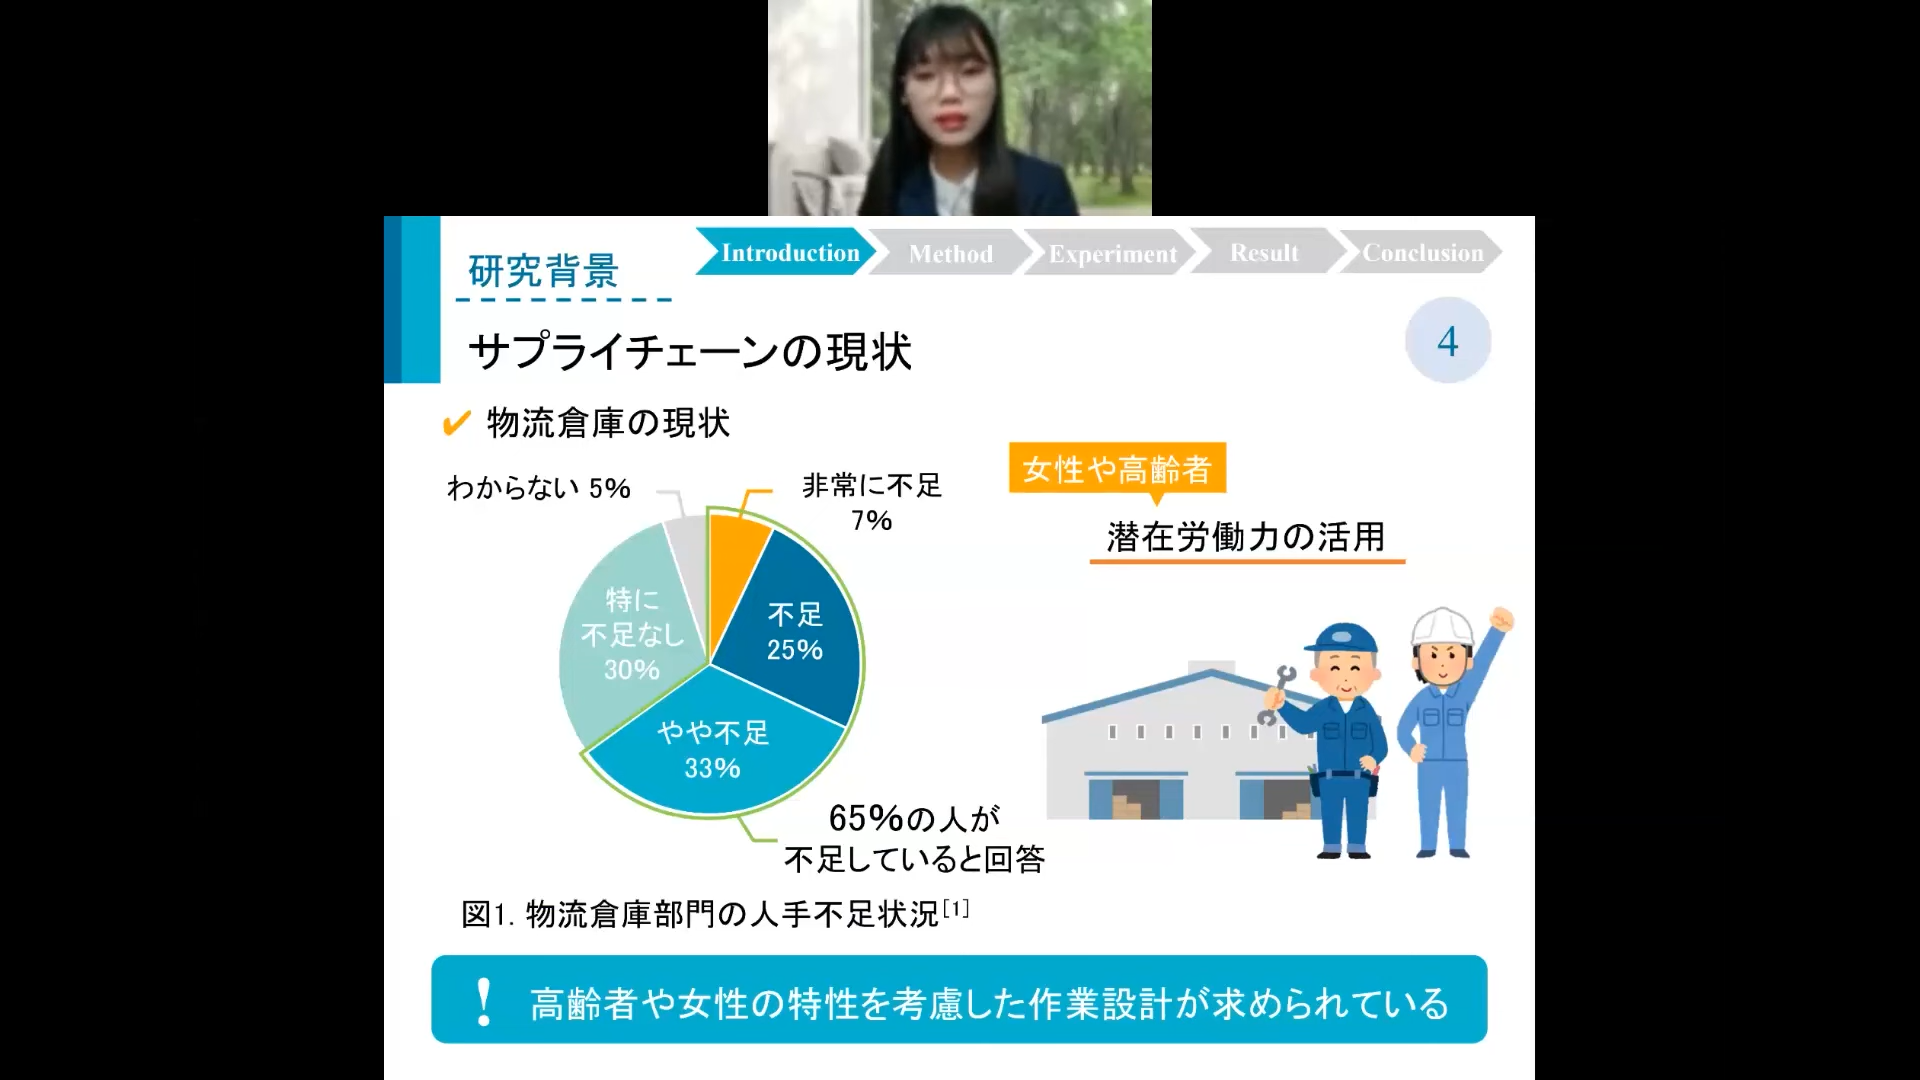 研究背景
Introduction
Method
Experiment
Result
Conclusion
サプライチェーンの現状
4
✔ 物流倉庫の現状
わからない 5%
非常に不足
7%
特に
不足なし
30%
不足
25%
やや不足
33%
65%の人が
不足していると回答
女性や高齢者
潜在労働力の活用
図1. 物流倉庫部門の人手不足状況[1]
! 高齢者や女性の特性を考慮した作業設計が求められている